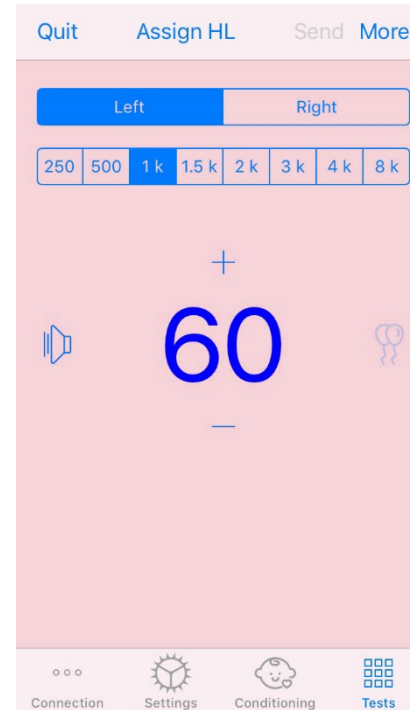 Quit Assign HL Send More
Left Right
250 500 1 k 1.5 k 2 k 3 k 4 k 8 k
+
60
—
Connection Settings Conditioning Tests